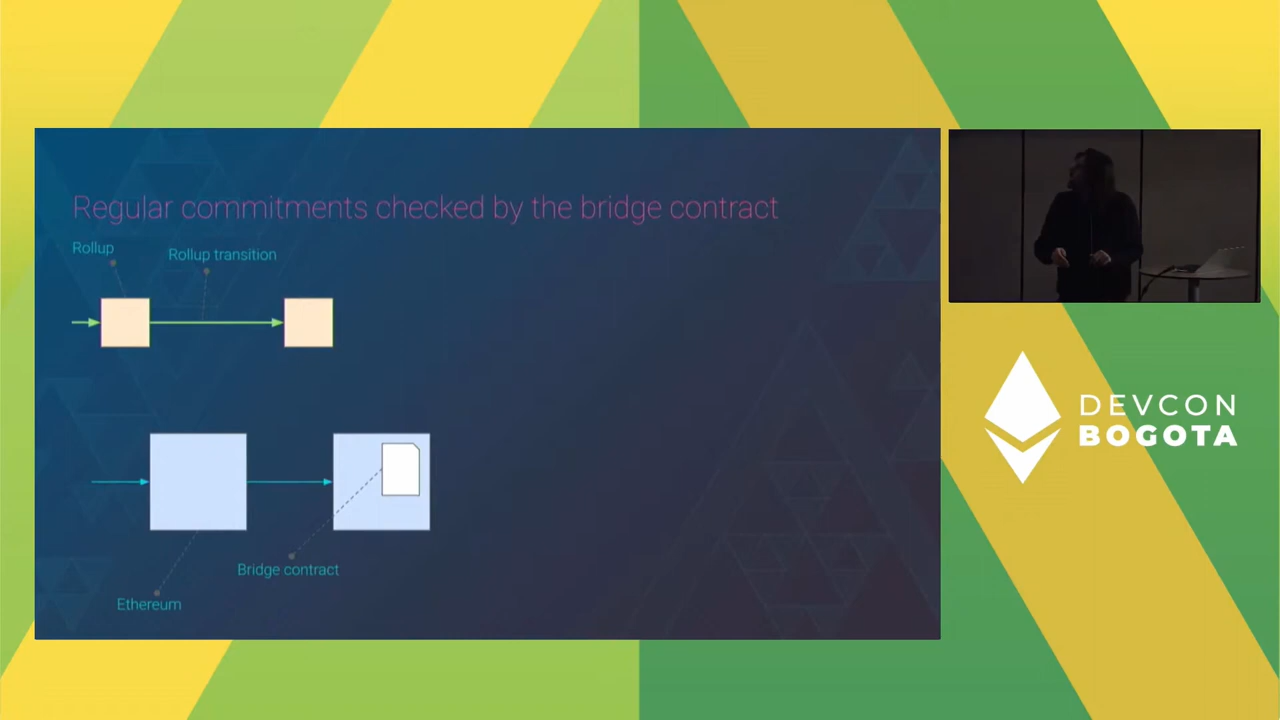 Regular commitments checked by the bridge contract
Rollup
Rollup transition
Bridge contract
Ethereum
DEVCON
BOGOTA